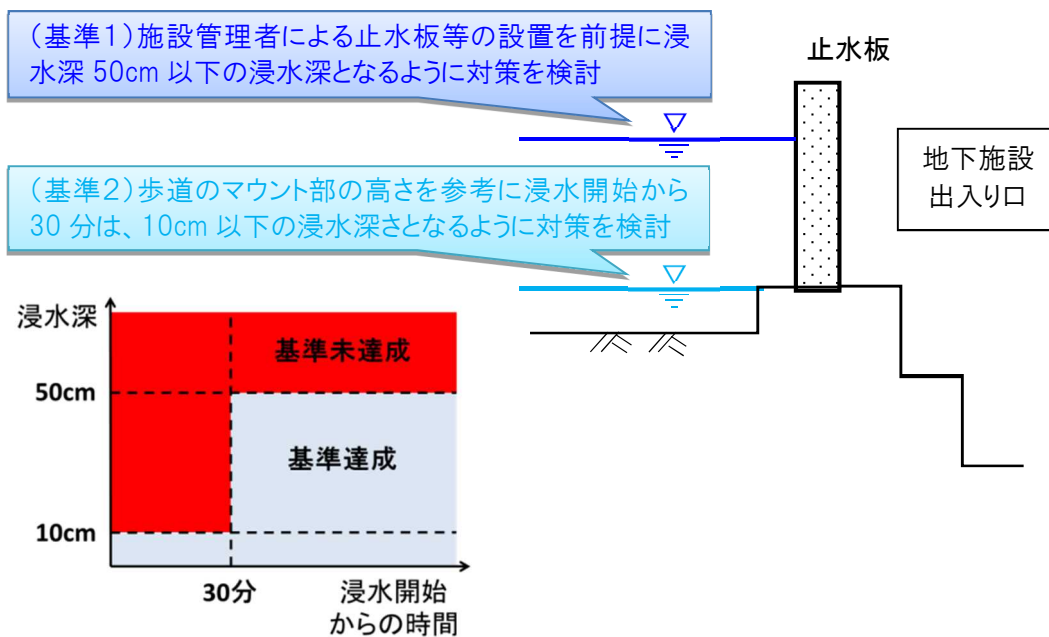 （基準1）施設管理者による止水板等の設置を前提に浸
水深 50cm 以下の浸水深となるように対策を検討
止水板
地下施設
出入り口
（基準２）歩道のマウント部の高さを参考に浸水開始から
30 分は、10cm 以下の浸水深さとなるように対策を検討
浸水深
基準未達成
50cm
基準達成
10cm
30分
浸水開始
からの時間